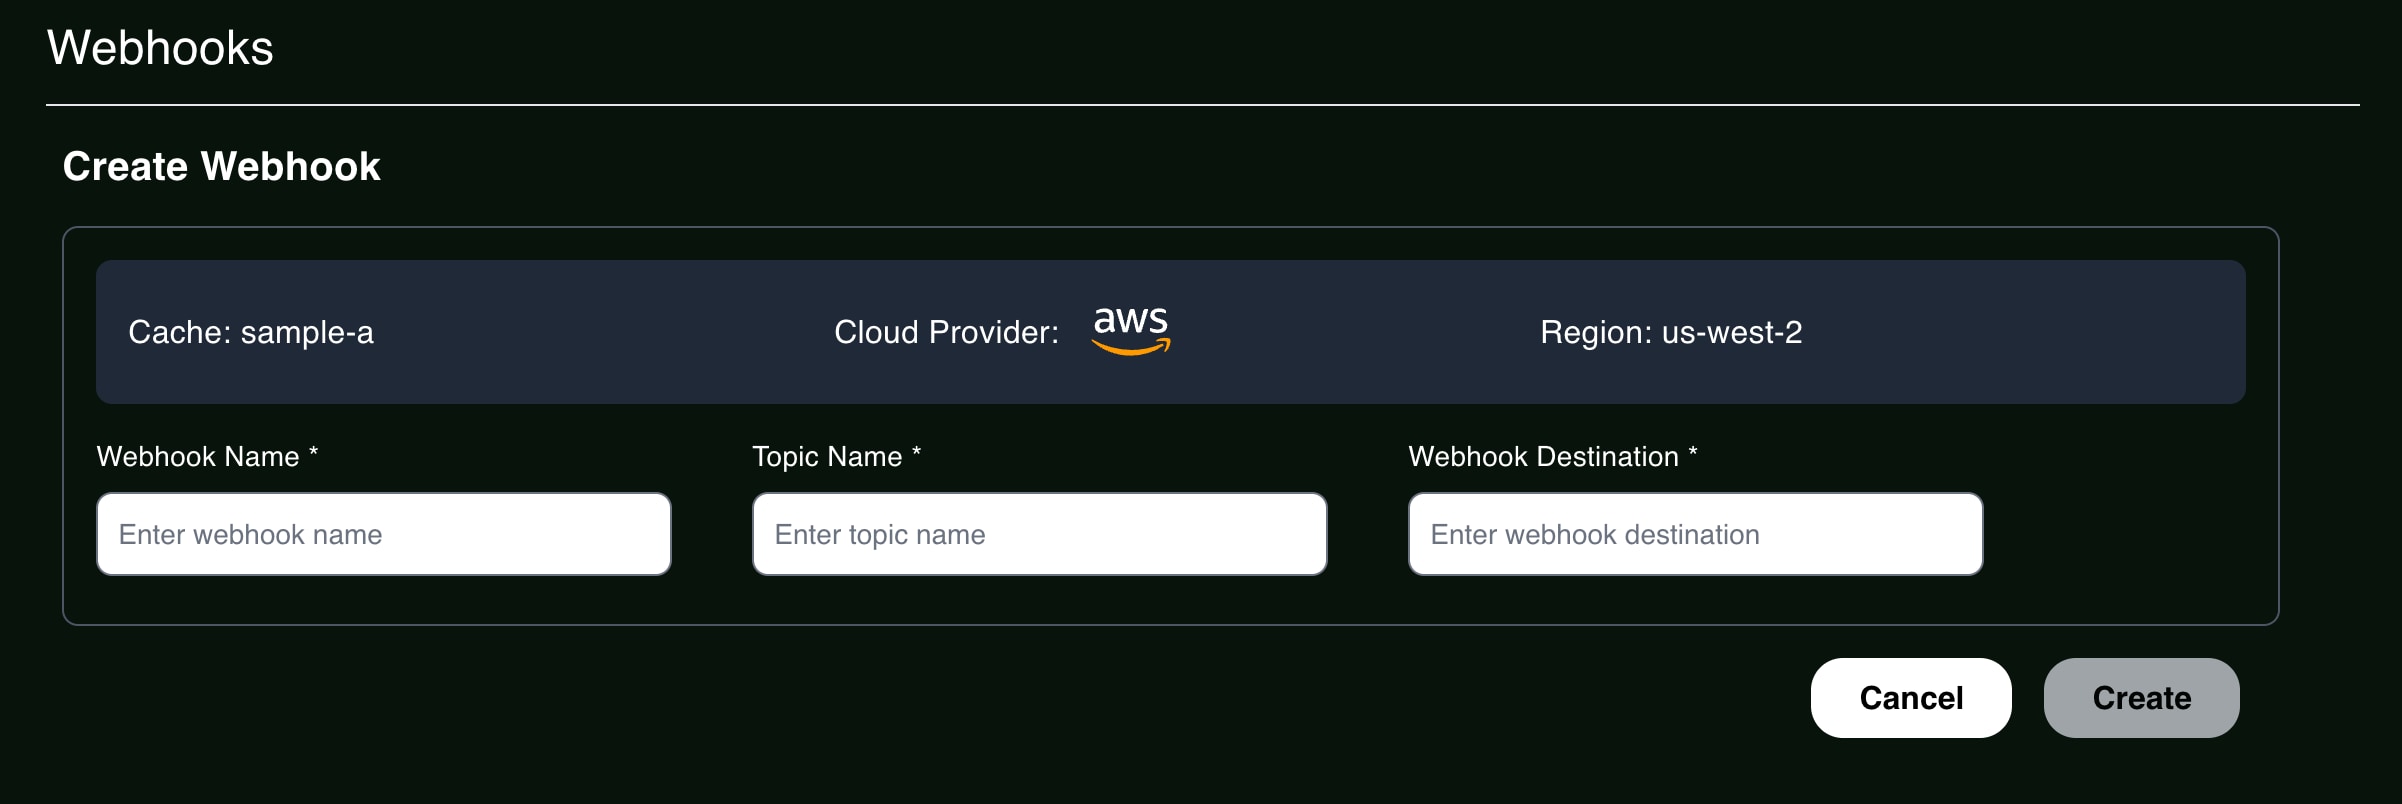 Webhooks
Create Webhook
Cache: sample-a
Cloud Provider: aws
Region: us-west-2
Webhook Name *
Topic Name *
Webhook Destination *
Enter webhook name
Enter topic name
Enter webhook destination
Cancel
Create